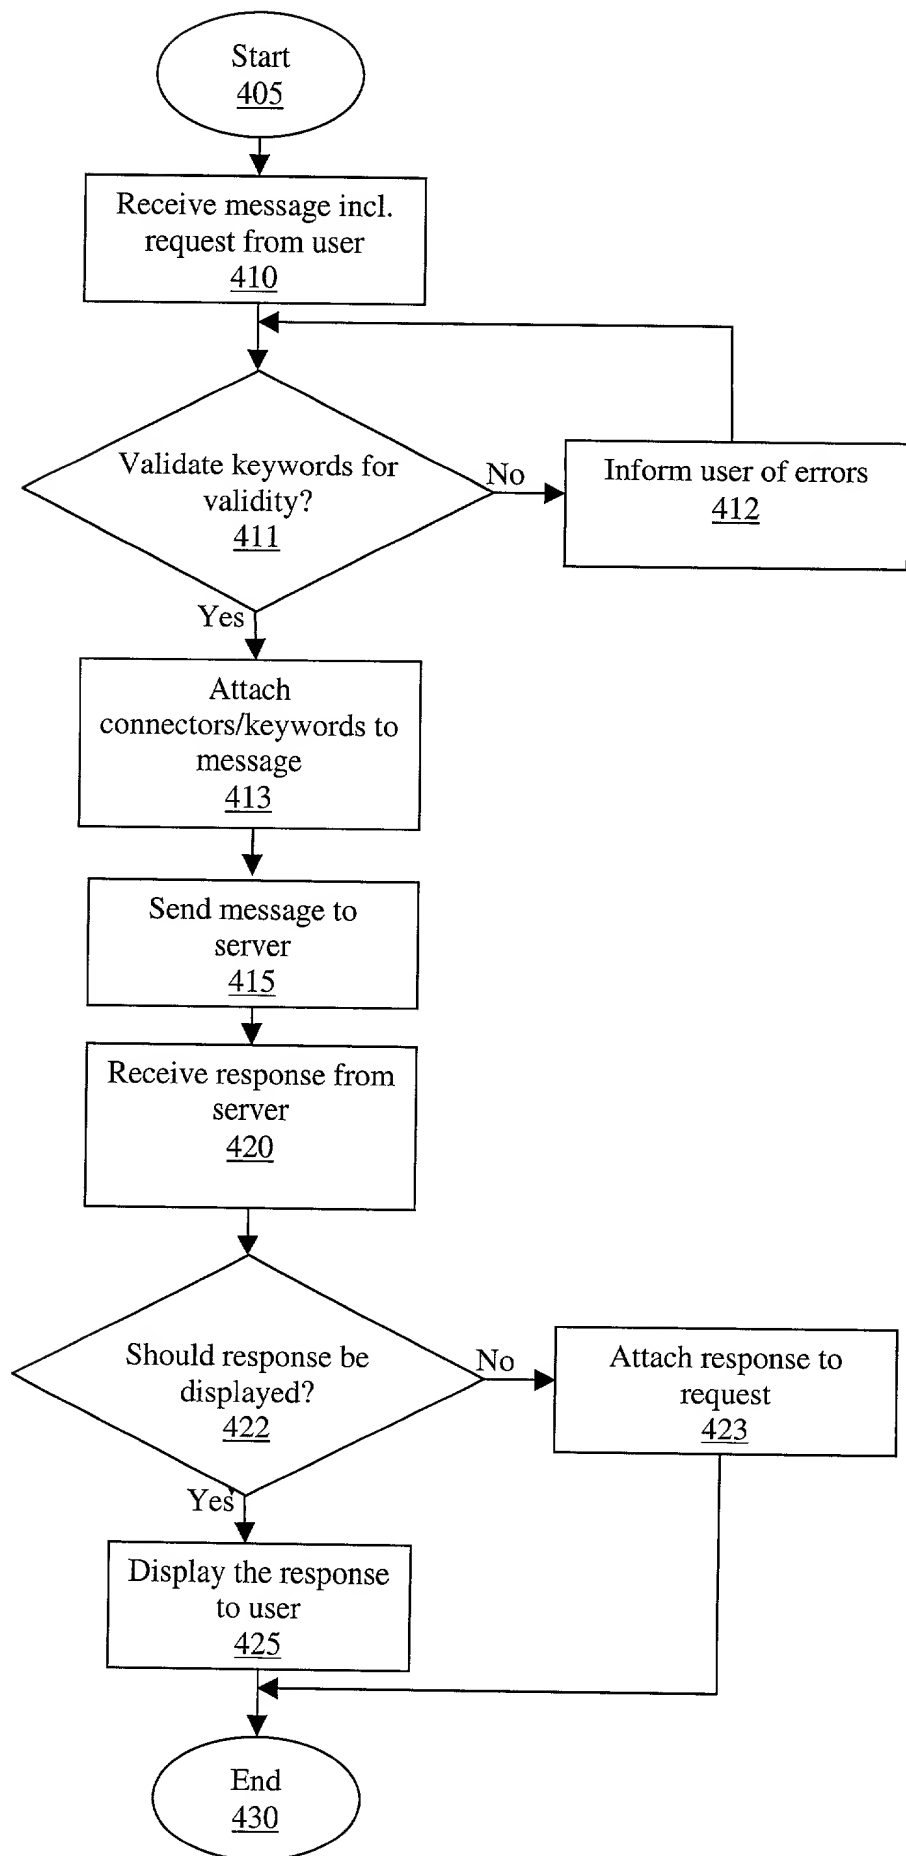 Start
405
Receive message incl.
request from user
410
Validate keywords for
validity?
411
No
Inform user of errors
412
Yes
Attach
connectors/keywords to
message
413
Send message to
server
415
Receive response from
server
420
Should response be
displayed?
422
No
Attach response to
request
423
Yes
Display the response
to user
425
End
430